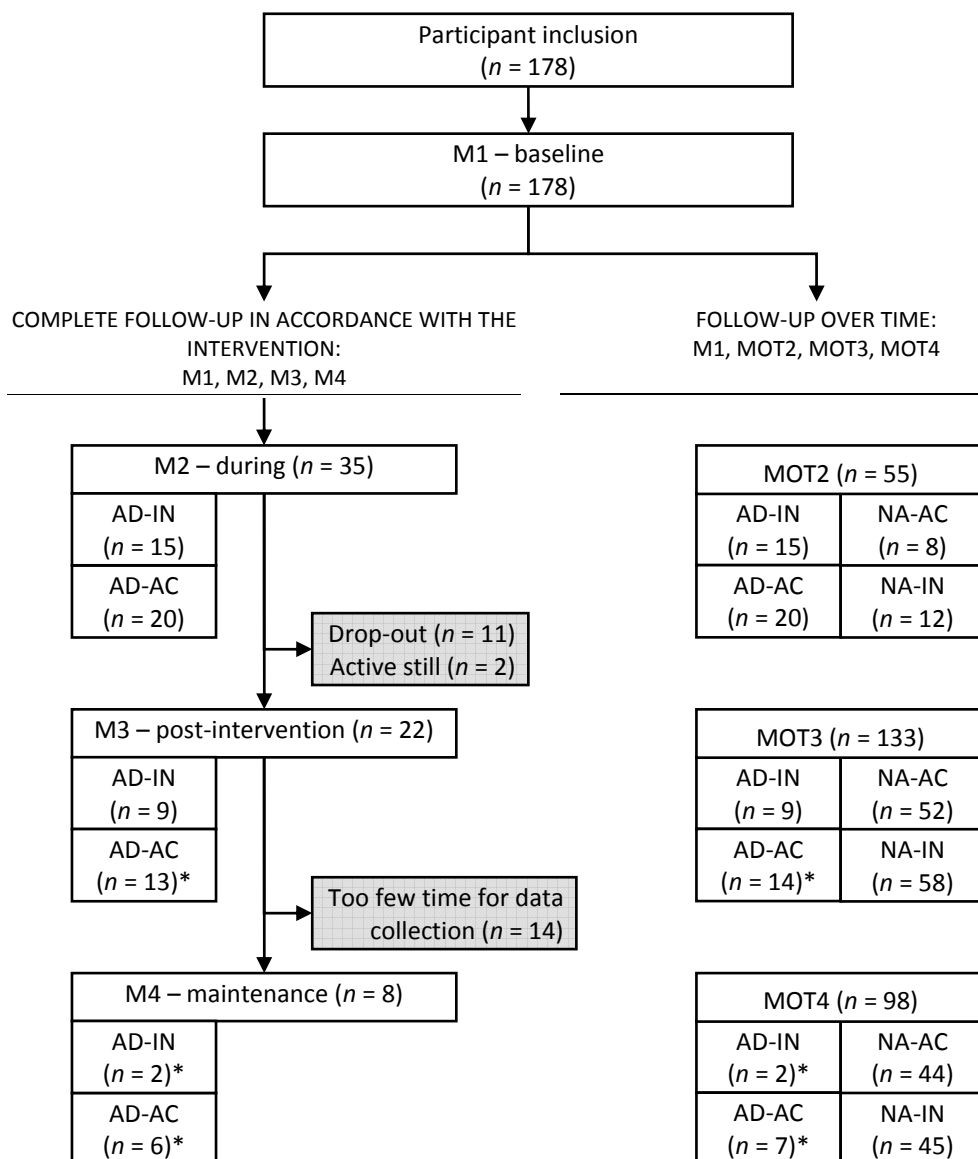 Participant inclusion
(n = 178)
M1 – baseline
(n = 178)
COMPLETE FOLLOW-UP IN ACCORDANCE WITH THE
INTERVENTION:
M1, M2, M3, M4
FOLLOW-UP OVER TIME:
M1, MOT2, MOT3, MOT4
M2 – during (n = 35)
AD-IN
(n = 15)
AD-AC
(n = 20)
MOT2 (n = 55)
AD-IN
(n = 15)
NA-AC
(n = 8)
AD-AC
(n = 20)
NA-IN
(n = 12)
Drop-out (n = 11)
Active still (n = 2)
M3 – post-intervention (n = 22)
AD-IN
(n = 9)
AD-AC
(n = 13)*
MOT3 (n = 133)
AD-IN
(n = 9)
NA-AC
(n = 52)
AD-AC
(n = 14)*
NA-IN
(n = 58)
Too few time for data
collection (n = 14)
M4 – maintenance (n = 8)
AD-IN
(n = 2)*
AD-AC
(n = 6)*
MOT4 (n = 98)
AD-IN
(n = 2)*
NA-AC
(n = 44)
AD-AC
(n = 7)*
NA-IN
(n = 45)